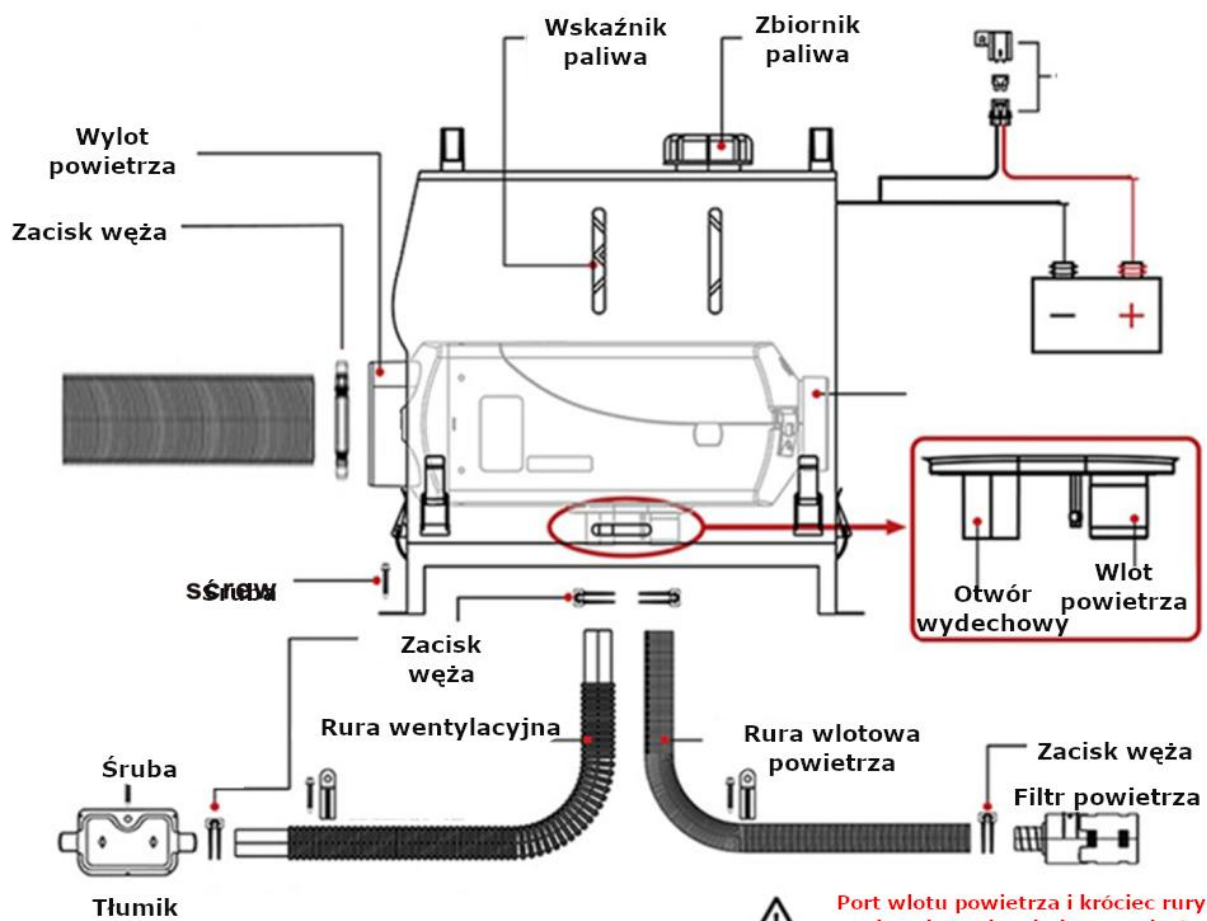 Wskaźnik
paliwa
Zbiornik
paliwa
Wylot
powietrza
Zacisk węża
Otwór
wydechowy
Wlot
powietrza
Śruba
Zacisk
węża
Rura wentylacyjna
Rura wlotowa
powietrza
Zacisk węża
Śruba
Filtr powietrza
Tłumik
Port wlotu powietrza i króciec rury